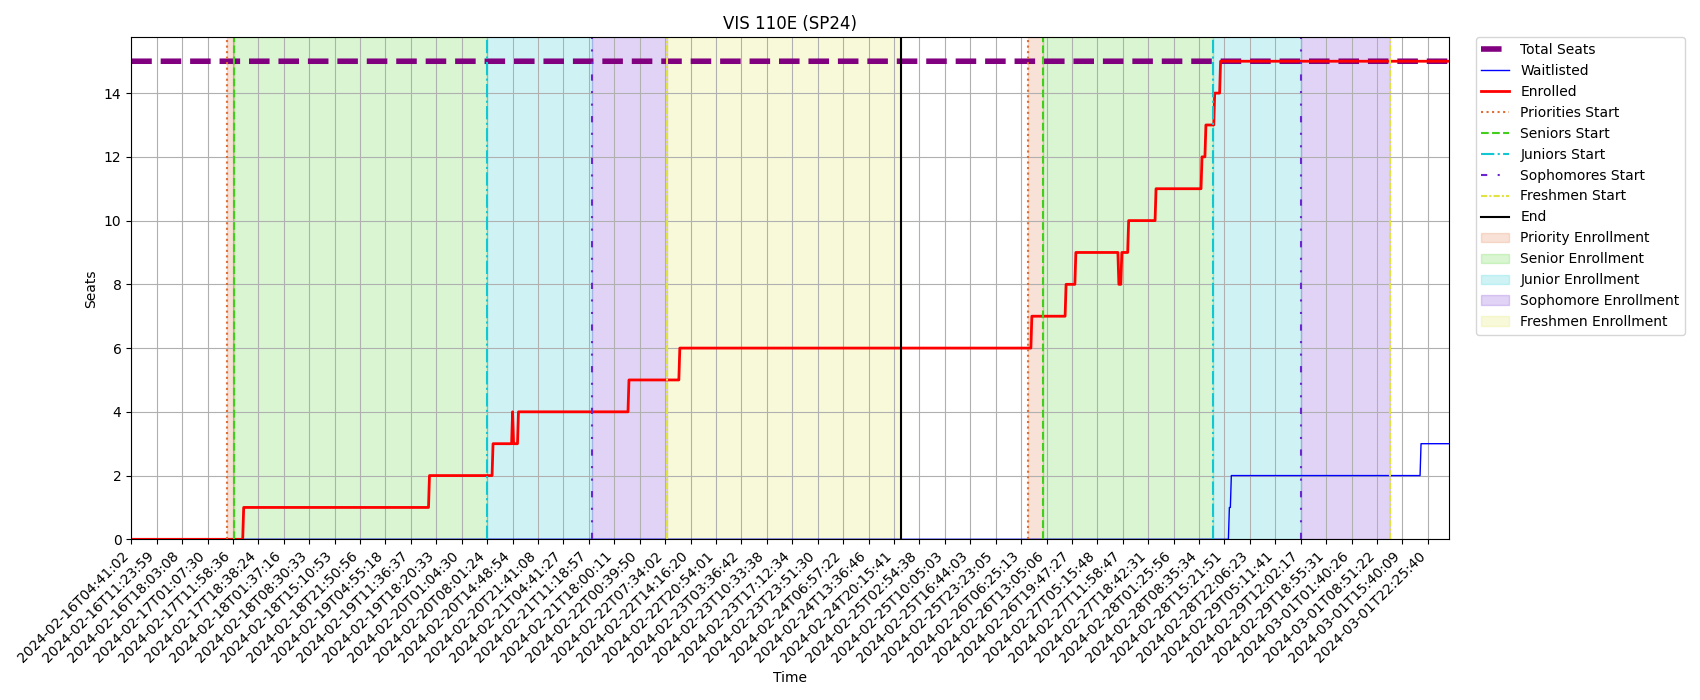 VIS 110E (SP24)
Seats
14
12
10
8
6
4
2
0
2024-02-16T04:41:02
2024-02-16T11:23:59
2024-02-16T18:03:08
2024-02-17T01:07:30
2024-02-17T11:58:36
2024-02-17T18:38:24
2024-02-18T01:37:16
2024-02-18T08:30:33
2024-02-18T15:10:53
2024-02-18T21:50:56
2024-02-19T04:55:18
2024-02-19T11:36:37
2024-02-19T18:20:33
2024-02-20T01:04:30
2024-02-20T08:01:24
2024-02-20T14:48:54
2024-02-20T21:41:08
2024-02-21T04:41:27
2024-02-21T11:18:57
2024-02-21T18:00:11
2024-02-22T00:39:50
2024-02-22T07:34:02
2024-02-22T14:16:20
2024-02-22T20:54:01
2024-02-23T03:36:42
2024-02-23T10:33:38
2024-02-23T17:12:34
2024-02-23T23:51:30
2024-02-24T06:57:22
2024-02-24T13:36:46
2024-02-24T20:15:41
2024-02-25T02:54:38
2024-02-25T10:05:03
2024-02-25T16:44:03
2024-02-25T23:23:05
2024-02-26T06:25:13
2024-02-26T13:05:06
2024-02-26T19:47:27
2024-02-27T05:15:48
2024-02-27T11:58:47
2024-02-27T18:42:31
2024-02-28T01:25:56
2024-02-28T08:35:34
2024-02-28T15:21:51
2024-02-28T22:06:23
2024-02-29T05:11:41
2024-02-29T12:02:17
2024-02-29T18:55:31
2024-03-01T01:40:26
2024-03-01T08:51:22
2024-03-01T15:40:09
2024-03-01T22:25:40
Time
Total Seats
Waitlisted
Enrolled
Priorities Start
Seniors Start
Juniors Start
Sophomores Start
Freshmen Start
End
Priority Enrollment
Senior Enrollment
Junior Enrollment
Sophomore Enrollment
Freshmen Enrollment